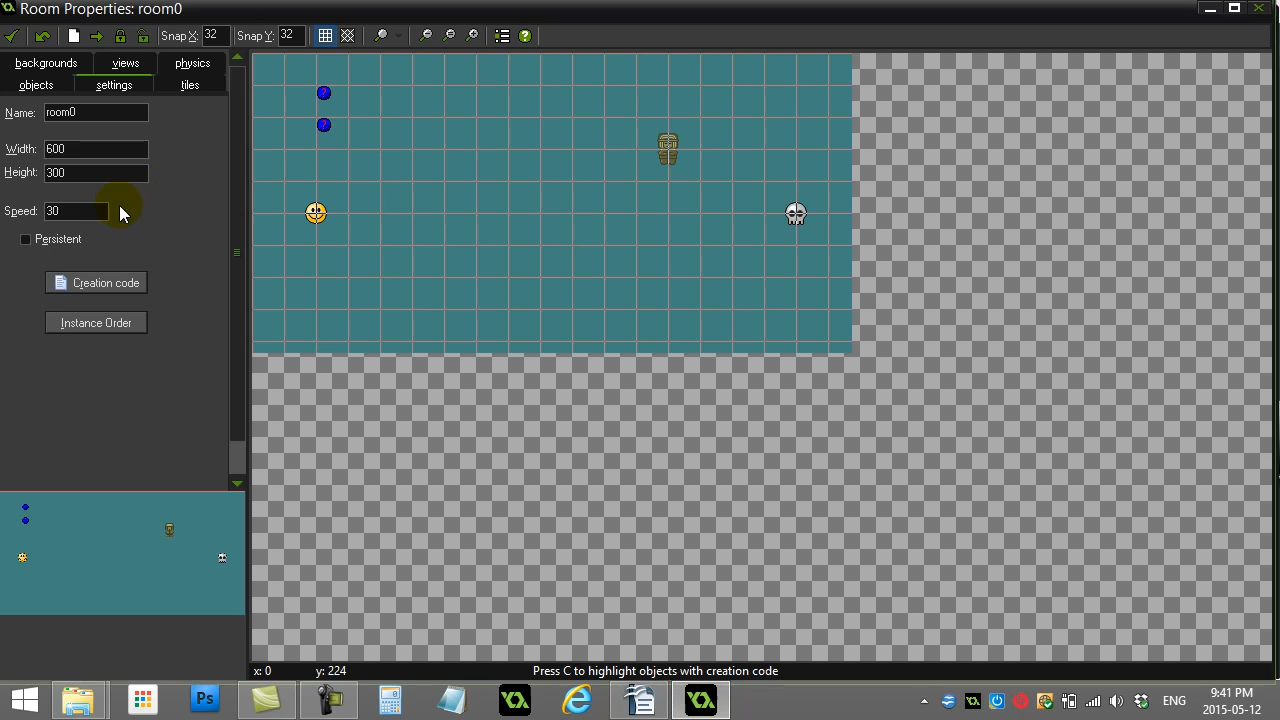 Room Properties: room0
Snap X: 32 Snap Y: 32
backgrounds views physics
objects settings tiles
Name: room0
Width: 600
Height: 300
Speed: 30
Persistent
Creation code
Instance Order
? 
?
x: 0 y: 224 Press C to highlight objects with creation code
Ps
ENG
9:41 PM
2015-05-12